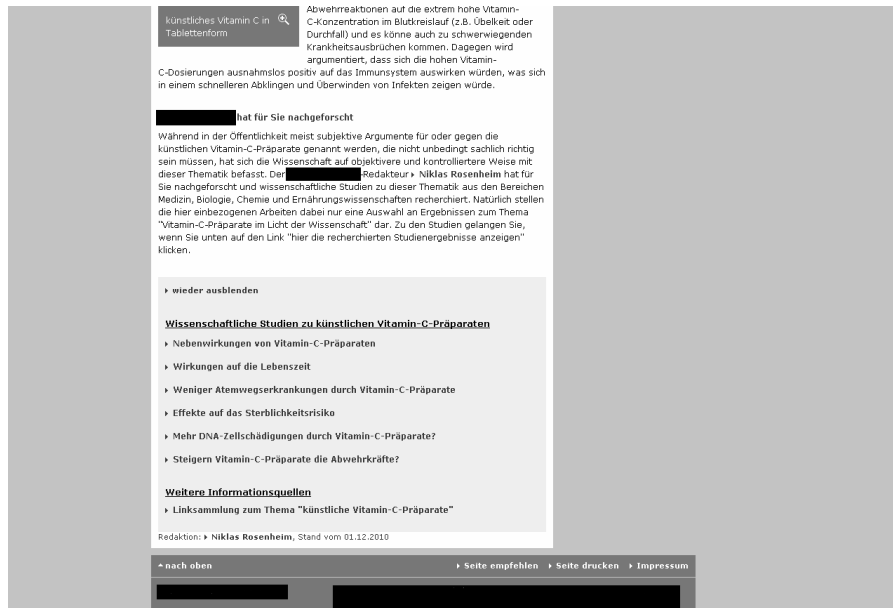 künstliches Vitamin C in
Tablettenform
Abwehrreaktionen auf die extrem hohe Vitamin-
C-Konzentration im Blutkreislauf (z.B. Übelkeit oder
Durchfall) und es könne auch zu schwerwiegenden
Krankheitsausbrüchen kommen. Dagegen wird
argumentiert, dass sich die hohen Vitamin-
C-Dosierungen ausnahmslos positiv auf das Immunsystem auswirken würden, was sich
in einem schnelleren Abklingen und Überwinden von Infekten zeigen würde.
hat für Sie nachgeforscht
Während in der Öffentlichkeit meist subjektive Argumente für oder gegen die
künstlichen Vitamin-C-Präparate genannt werden, die nicht unbedingt sachlich richtig
sein müssen, hat sich die Wissenschaft auf objektivere und kontrolliertere Weise mit
dieser Thematik befasst. Der -Redakteur Niklas Rosenheim hat für
Sie nachgeforscht und wissenschaftliche Studien zu dieser Thematik aus den Bereichen
Medizin, Biologie, Chemie und Ernährungswissenschaften recherchiert. Natürlich stellen
die hier einbezogenen Arbeiten dabei nur eine Auswahl an Ergebnissen zum Thema
"Vitamin-C-Präparate im Licht der Wissenschaft" dar. Zu den Studien gelangen Sie,
wenn Sie unten auf den Link "hier die recherchierten Studienergebnisse anzeigen"
klicken.
wieder ausblenden
Wissenschaftliche Studien zu künstlichen Vitamin-C-Präparaten
Nebenwirkungen von Vitamin-C-Präparaten
Wirkungen auf die Lebenszeit
Weniger Atemwegserkrankungen durch Vitamin-C-Präparate
Effekte auf das Sterblichkeitsrisiko
Mehr DNA-Zellschädigungen durch Vitamin-C-Präparate?
Steigern Vitamin-C-Präparate die Abwehrkräfte?
Weitere Informationsquellen
Linksammlung zum Thema "künstliche Vitamin-C-Präparate"
Redaktion: Niklas Rosenheim, Stand vom 01.12.2010
nach oben Seite empfehlen Seite drucken Impressum